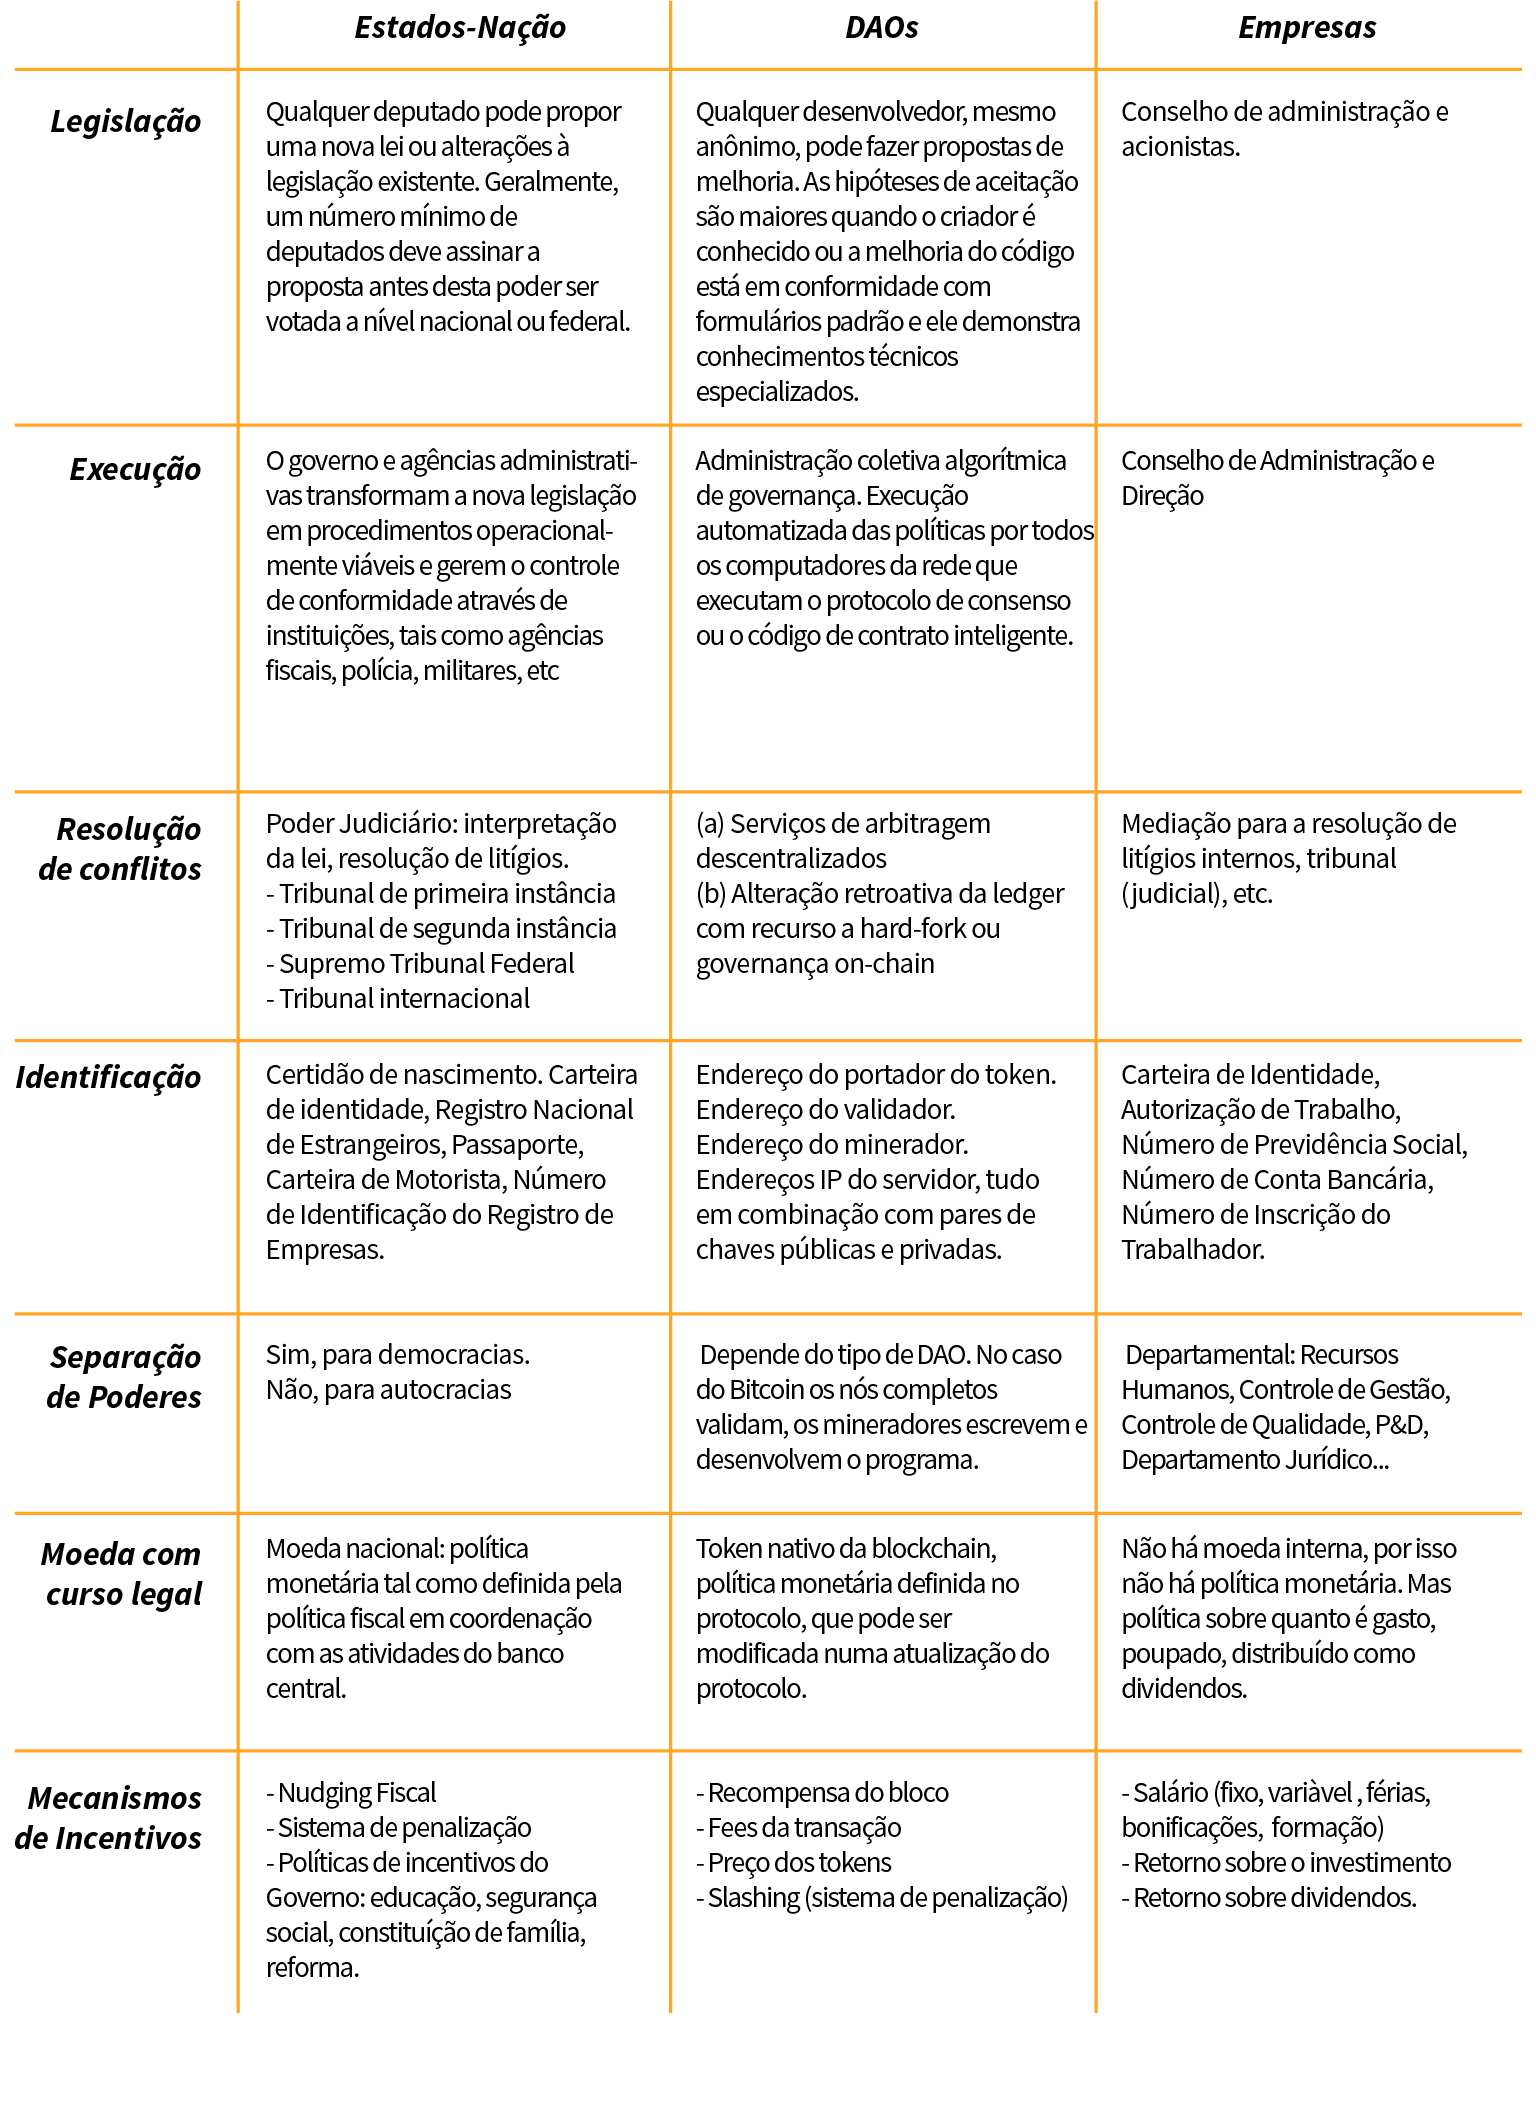 Estados-Nação
DAOs
Empresas
Legislação
Qualquer deputado pode propor
uma nova lei ou alterações à
legislação existente. Geralmente,
um número mínimo de
deputados deve assinar a
proposta antes desta poder ser
votada a nível nacional ou federal.
Qualquer desenvolvedor, mesmo
anônimo, pode fazer propostas de
melhoria. As hipóteses de aceitação
são maiores quando o criador é
conhecido ou a melhoria do código
está em conformidade com
formulários padrão e ele demonstra
conhecimentos técnicos
especializados.
Conselho de administração e
acionistas.
Execução
O governo e agências administrati-
vas transformam a nova legislação
em procedimentos operacional-
mente viáveis e gerem o controle
de conformidade através de
instituições, tais como agências
fiscais, polícia, militares, etc
Administração coletiva algorítmica
de governança. Execução
automatizada das políticas por todos
os computadores da rede que
executam o protocolo de consenso
ou o código de contrato inteligente.
Conselho de Administração e
Direção
Resolução
de conflitos
Poder Judiciário: interpretação
da lei, resolução de litígios.
- Tribunal de primeira instância
- Tribunal de segunda instância
- Supremo Tribunal Federal
- Tribunal internacional
(a) Serviços de arbitragem
descentralizados
(b) Alteração retroativa da ledger
com recurso a hard-fork ou
governança on-chain
Mediação para a resolução de
litígios internos, tribunal
(judicial), etc.
Identificação
Certidão de nascimento. Carteira
de identidade, Registro Nacional
de Estrangeiros, Passaporte,
Carteira de Motorista, Número
de Identificação do Registro de
Empresas.
Endereço do portador do token.
Endereço do validador.
Endereço do minerador.
Endereços IP do servidor, tudo
em combinação com pares de
chaves públicas e privadas.
Carteira de Identidade,
Autorização de Trabalho,
Número de Previdência Social,
Número de Conta Bancária,
Número de Inscrição do
Trabalhador.
Separação
de Poderes
Sim, para democracias.
Não, para autocracias
Depende do tipo de DAO. No caso
do Bitcoin os nós completos
validam, os mineradores escrevem e
desenvolvem o programa.
Departamental: Recursos
Humanos, Controle de Gestão,
Controle de Qualidade, P&D,
Departamento Jurídico...
Moeda com
curso legal
Moeda nacional: política
monetária tal como definida pela
política fiscal em coordenação
com as atividades do banco
central.
Token nativo da blockchain,
política monetária definida no
protocolo, que pode ser
modificada numa atualização do
protocolo.
Não há moeda interna, por isso
não há política monetária. Mas
política sobre quanto é gasto,
poupado, distribuído como
dividendos.
Mecanismos
de Incentivos
- Nudging Fiscal
- Sistema de penalização
- Políticas de incentivos do
Governo: educação, segurança
social, constituíção de família,
reforma.
- Recompensa do bloco
- Fees da transação
- Preço dos tokens
- Slashing (sistema de penalização)
- Salário (fixo, variàvel , férias,
bonificações,  formação)
- Retorno sobre o investimento
- Retorno sobre dividendos.